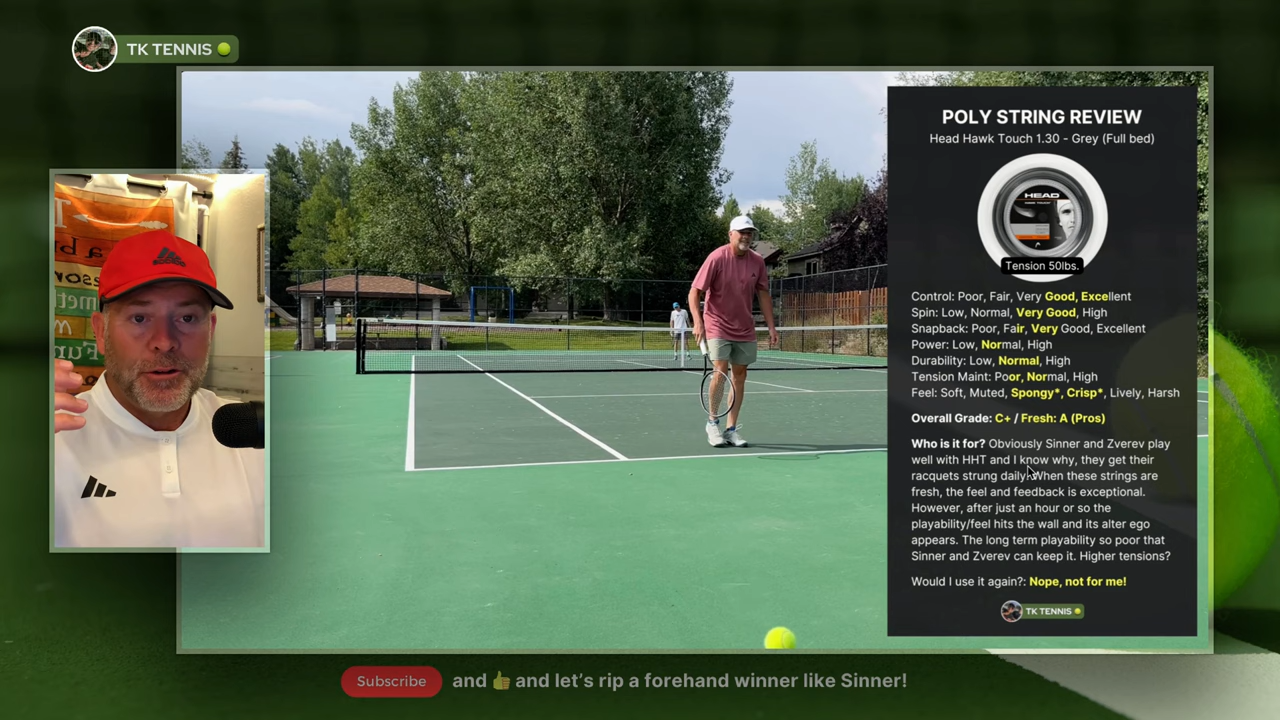 TK TENNIS
POLY STRING REVIEW
Head Hawk Touch 1.30 - Grey (Full bed)
HEAD
Tension 50lbs.
Control: Poor, Fair, Very Good, Excellent
Spin: Low, Normal, Very Good, High
Snapback: Poor, Fair, Very Good, Excellent
Power: Low, Normal, High
Durability: Low, Normal, High
Tension Maint: Poor, Normal, High
Feel: Soft, Muted, Spongy*, Crisp*, Lively, Harsh
Overall Grade: C+ / Fresh: A (Pros)
Who is it for? Obviously Sinner and Zverev play
well with HHT and I know why, they get their
racquets strung daily. When these strings are
fresh, the feel and feedback is exceptional.
However, after just an hour or so the
playability/feel hits the wall and its alter ego
appears. The long term playability so poor that
Sinner and Zverev can keep it. Higher tensions?
Would I use it again?: Nope, not for me!
TK TENNIS
Subscribe and 👍 and let's rip a forehand winner like Sinner!